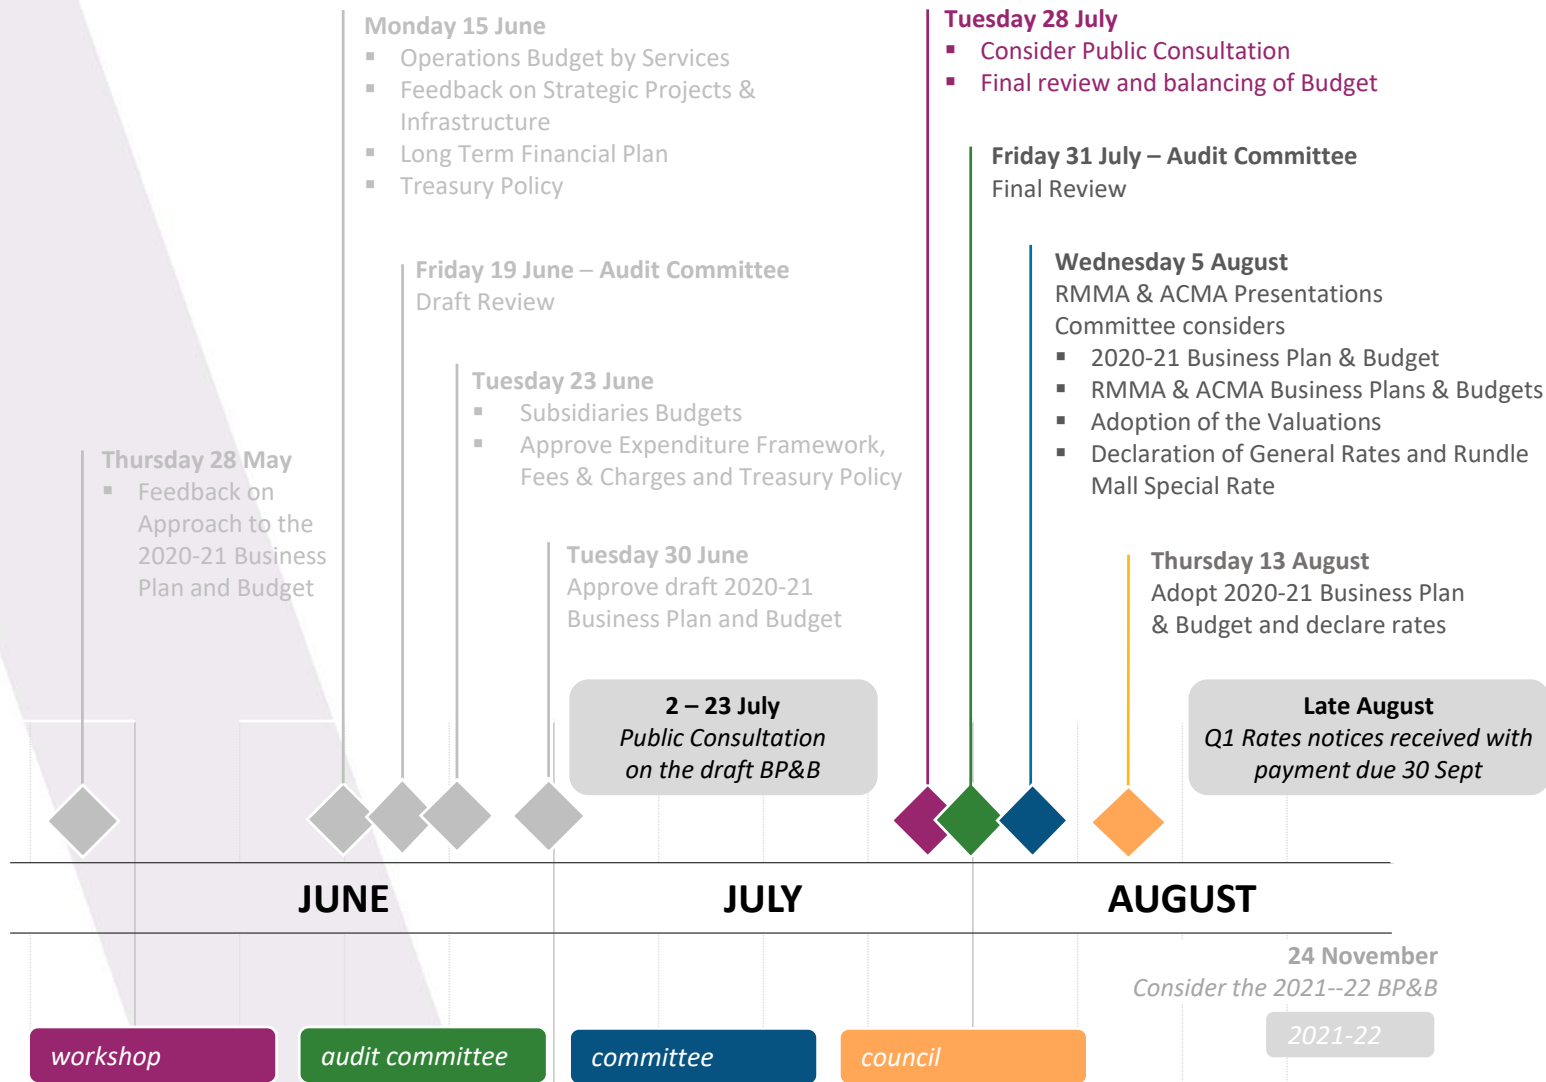 Monday 15 June
▪ Operations Budget by Services
▪ Feedback on Strategic Projects &
Infrastructure
▪ Long Term Financial Plan
▪ Treasury Policy
Friday 19 June – Audit Committee
Draft Review
Tuesday 23 June
▪ Subsidiaries Budgets
▪ Approve Expenditure Framework,
Fees & Charges and Treasury Policy
Thursday 28 May
▪ Feedback on
Approach to the
2020-21 Business
Plan and Budget
Tuesday 30 June
Approve draft 2020-21
Business Plan and Budget
2 – 23 July
Public Consultation
on the draft BP&B
Tuesday 28 July
▪ Consider Public Consultation
▪ Final review and balancing of Budget
Friday 31 July – Audit Committee
Final Review
Wednesday 5 August
RMMA & ACMA Presentations
Committee considers
▪ 2020-21 Business Plan & Budget
▪ RMMA & ACMA Business Plans & Budgets
▪ Adoption of the Valuations
▪ Declaration of General Rates and Rundle
Mall Special Rate
Thursday 13 August
Adopt 2020-21 Business Plan
& Budget and declare rates
Late August
Q1 Rates notices received with
payment due 30 Sept
JUNE
JULY
AUGUST
24 November
Consider the 2021--22 BP&B
2021-22
workshop
audit committee
committee
council